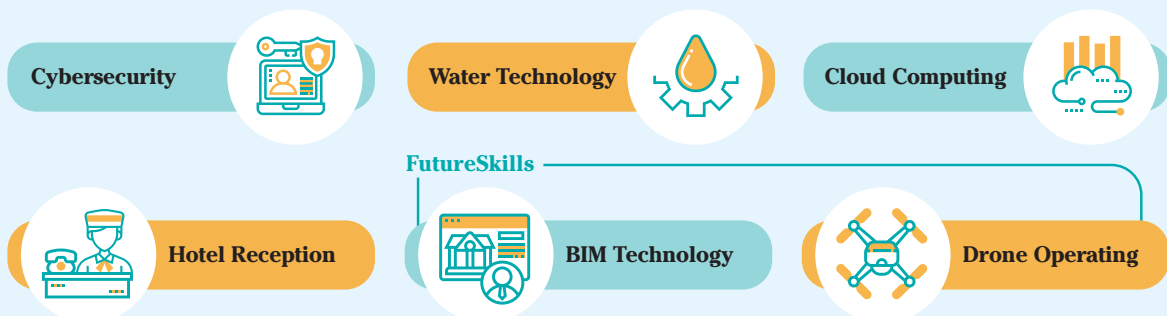 Cybersecurity
Water Technology
Cloud Computing
FutureSkills
Hotel Reception
BIM Technology
Drone Operating